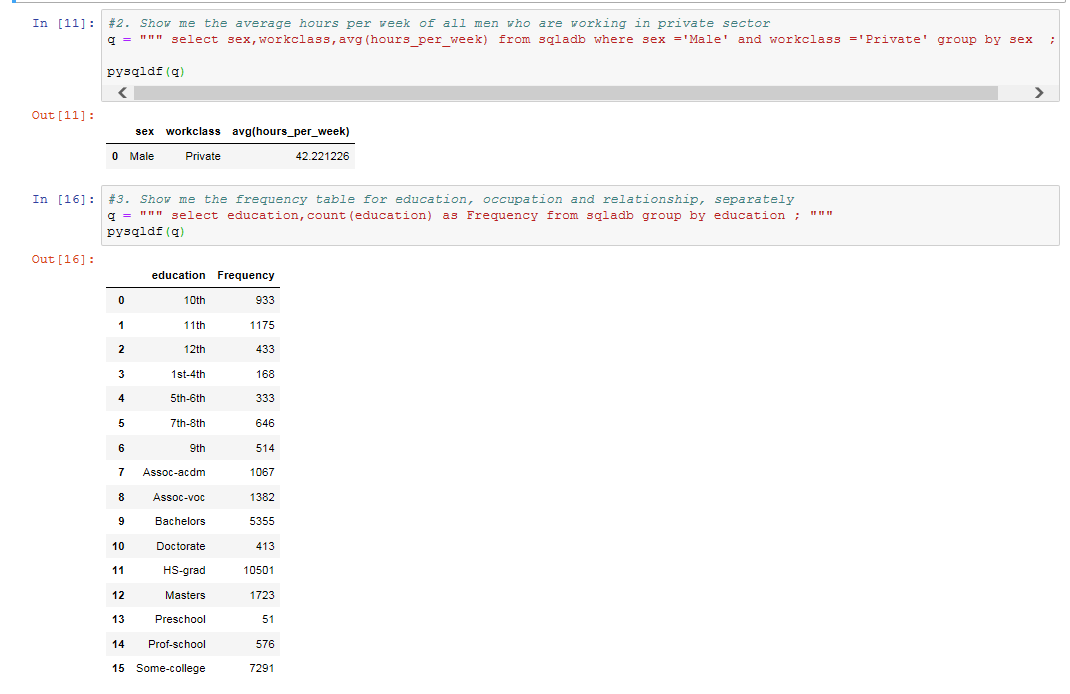 In [11]: #2. Show me the average hours per week of all men who are working in private sector
q = """ select sex,workclass,avg(hours_per_week) from sqladb where sex ='Male' and workclass ='Private' group by sex  ;
pysqldf(q)
Out[11]:
sex workclass avg(hours_per_week)
0 Male Private 42.221226
In [16]: #3. Show me the frequency table for education, occupation and relationship, separately
q = """ select education,count(education) as Frequency from sqladb group by education ; """
pysqldf(q)
Out[16]:
education Frequency
0 10th 933
1 11th 1175
2 12th 433
3 1st-4th 168
4 5th-6th 333
5 7th-8th 646
6 9th 514
7 Assoc-acdm 1067
8 Assoc-voc 1382
9 Bachelors 5355
10 Doctorate 413
11 HS-grad 10501
12 Masters 1723
13 Preschool 51
14 Prof-school 576
15 Some-college 7291